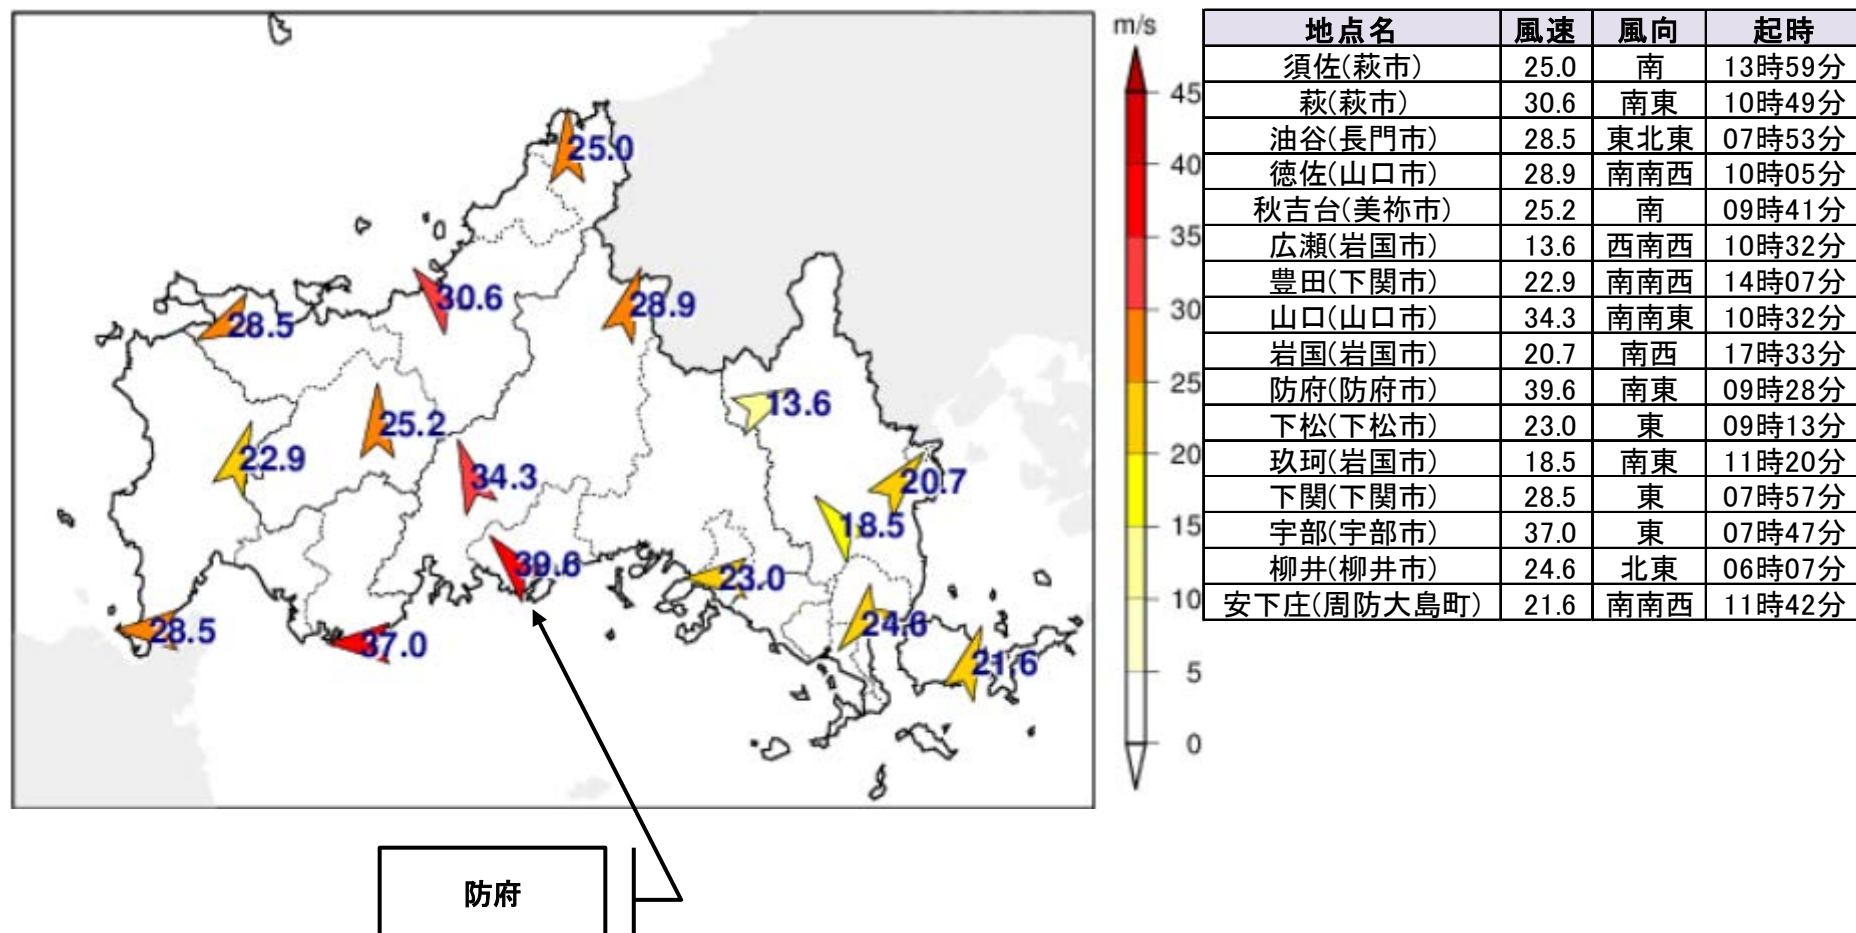 m/s
45
40
35
30
25
20
15
10
5
0
25.0
30.6
28.9
28.5
13.6
25.2
22.9
34.3
20.7
18.5
39.6
23.0
24.6
28.5
37.0
21.6
防府
地点名 風速 風向 起時
須佐(萩市) 25.0 南 13時59分
萩(萩市) 30.6 南東 10時49分
油谷(長門市) 28.5 東北東 07時53分
徳佐(山口市) 28.9 南南西 10時05分
秋吉台(美祢市) 25.2 南 09時41分
広瀬(岩国市) 13.6 西南西 10時32分
豊田(下関市) 22.9 南南西 14時07分
山口(山口市) 34.3 南南東 10時32分
岩国(岩国市) 20.7 南西 17時33分
防府(防府市) 39.6 南東 09時28分
下松(下松市) 23.0 東 09時13分
玖珂(岩国市) 18.5 南東 11時20分
下関(下関市) 28.5 東 07時57分
宇部(宇部市) 37.0 東 07時47分
柳井(柳井市) 24.6 北東 06時07分
安下庄(周防大島町) 21.6 南南西 11時42分